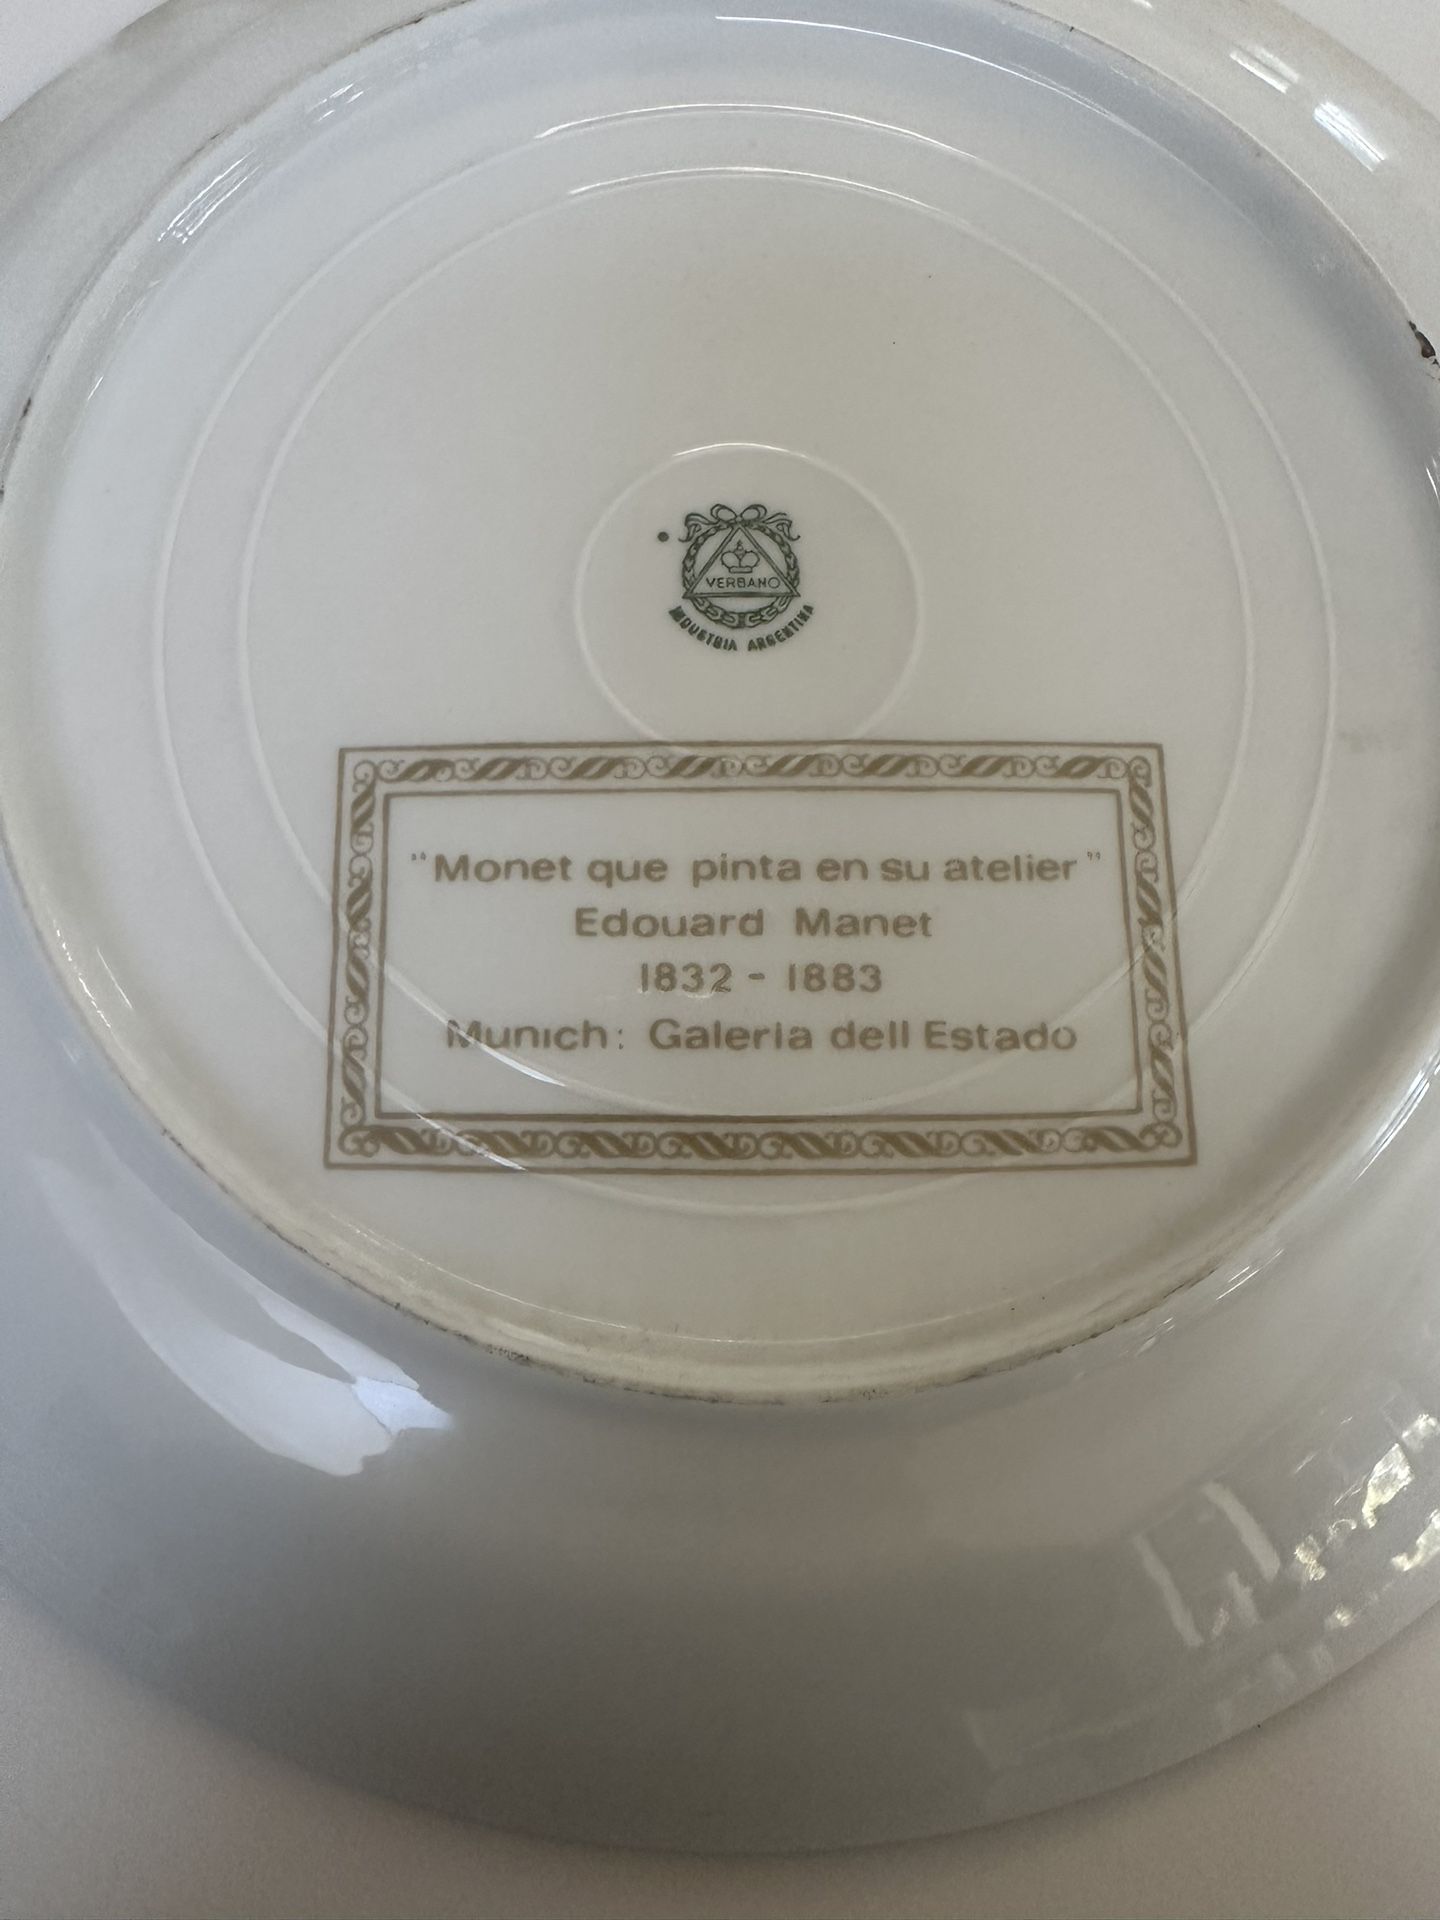 VERBANO
INDUSTRIA ARGENTINA
"Monet que pinta en su atelier"
Edouard Manet
1832 - 1883
Munich: Galeria dell Estado